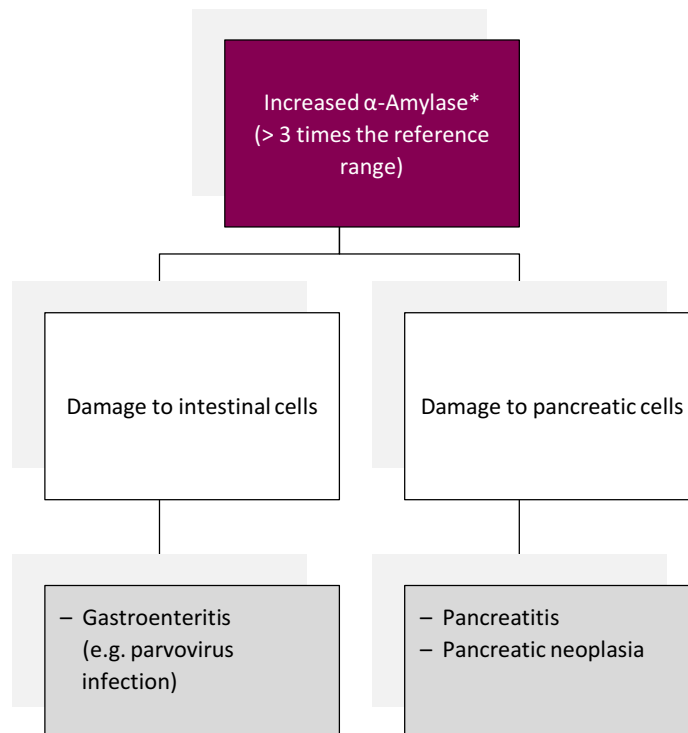 Increased α-Amylase*
(> 3 times the reference
range)
Damage to intestinal cells
Damage to pancreatic cells
– Gastroenteritis
(e.g. parvovirus
infection)
– Pancreatitis
– Pancreatic neoplasia